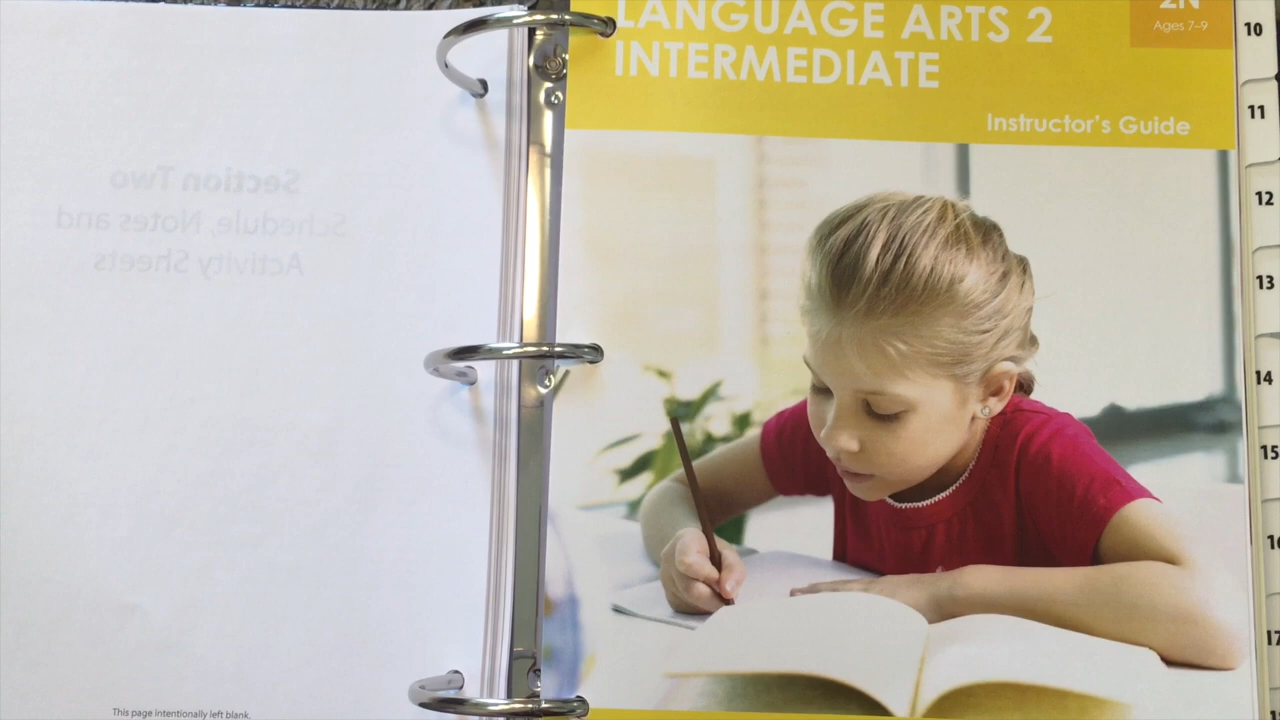 Section Two
Schedule, Notes and
Activity Sheets
This page intentionally left blank.
LANGUAGE ARTS 2
INTERMEDIATE
2N
Ages 7–9
Instructor's Guide
10
11
12
13
14
15